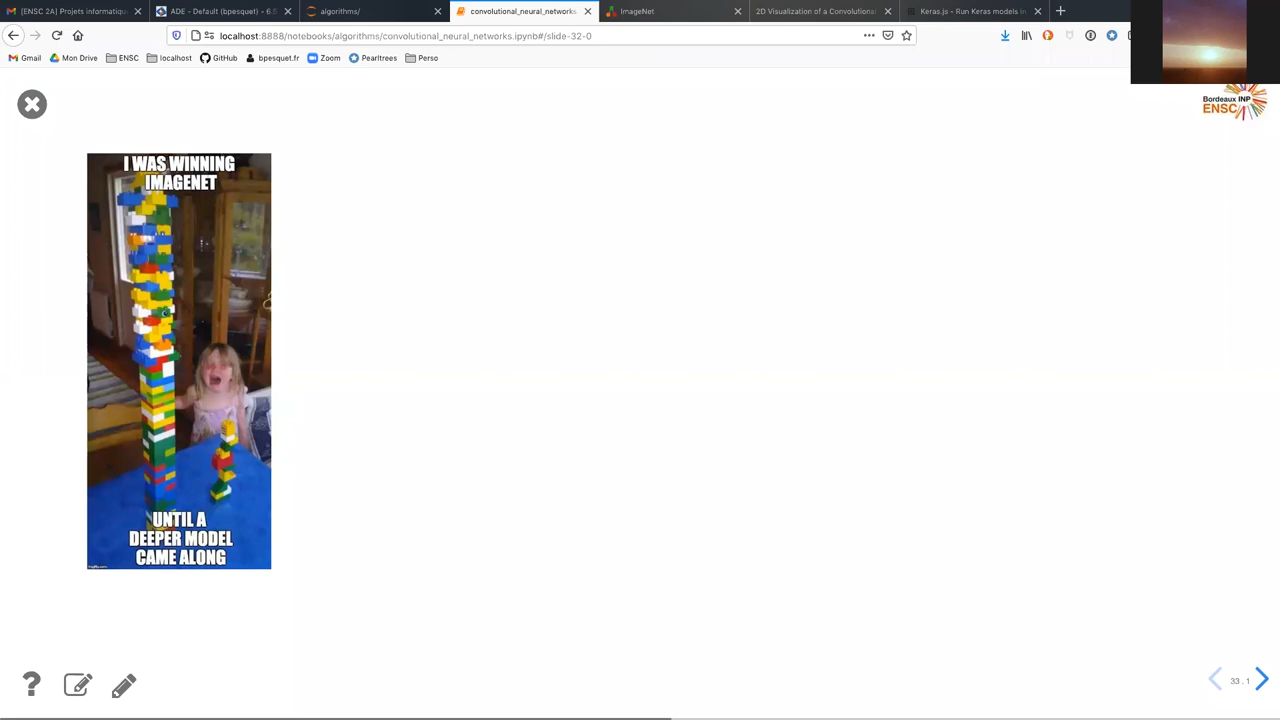 [ENSC 2A] Projets informatiqu
ADE - Default (bpesquet) - 6.5
algorithms/
convolutional_neural_networks
ImageNet
2D Visualization of a Convolutional
Keras.js - Run Keras models in
localhost:8888/notebooks/algorithms/convolutional_neural_networks.ipynb#/slide-32-0
Gmail
Mon Drive
ENSC
localhost
GitHub
bpesquet.fr
Zoom
Pearltrees
Perso
Bordeaux INP
ENSC
I WAS WINNING
IMAGENET
UNTIL A
DEEPER MODEL
CAME ALONG
imgflip.com
?
33.1